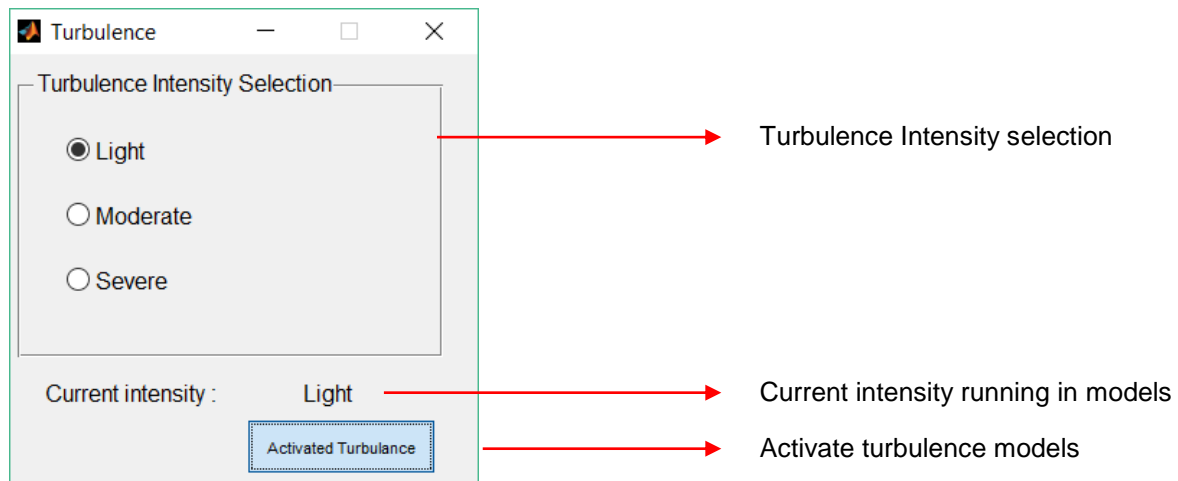 Turbulence
Turbulence Intensity Selection
Light
Turbulence Intensity selection
Moderate
Severe
Current intensity : Light
Current intensity running in models
Activated Turbulance
Activate turbulence models